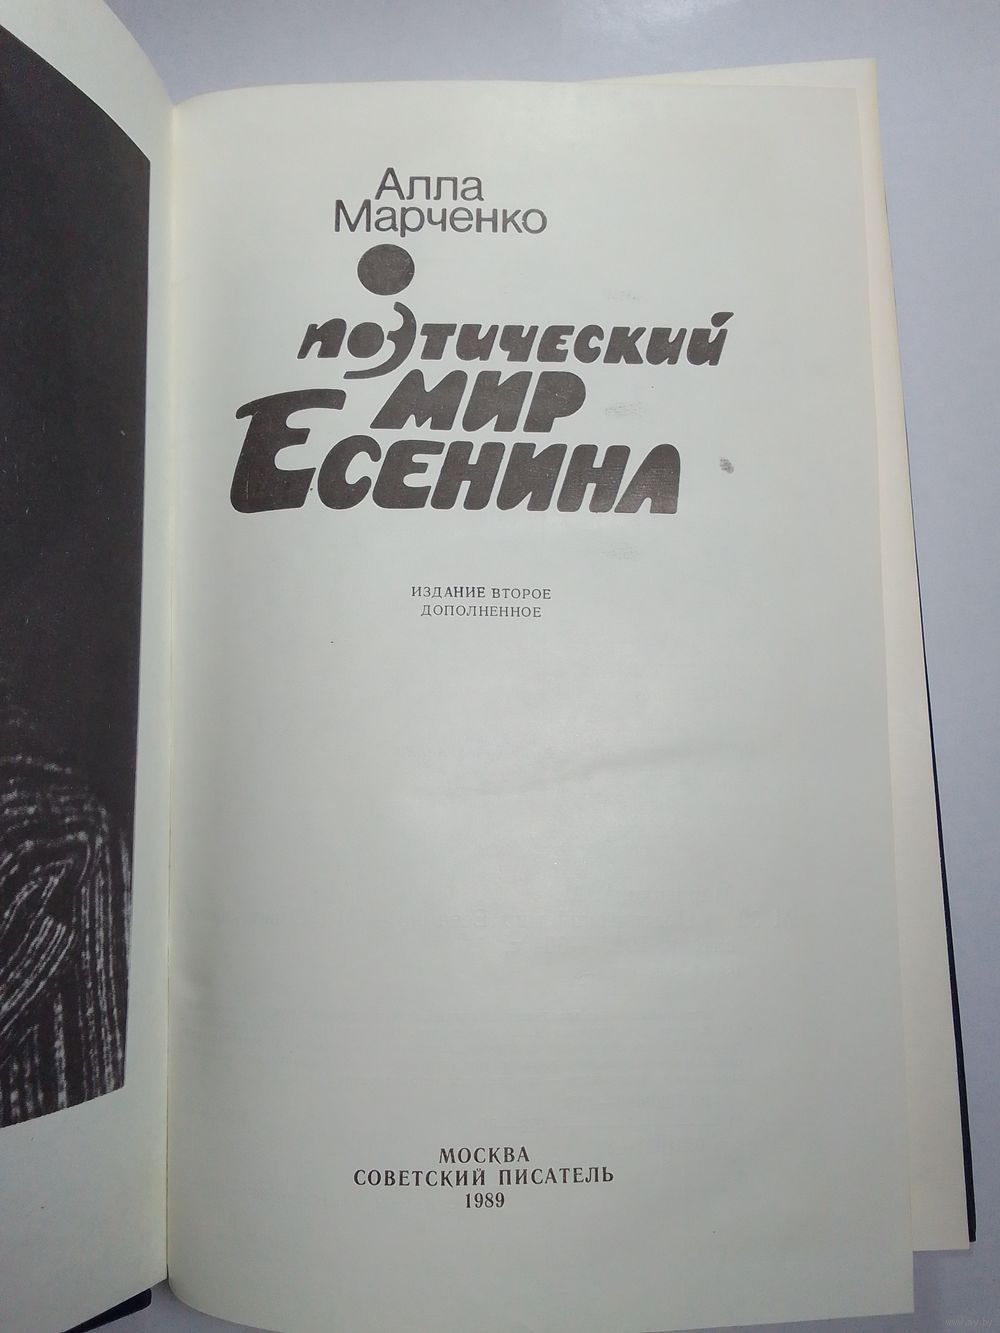 Алла
Марченко
поэтический
мир
Есенина
ИЗДАНИЕ ВТОРОЕ
ДОПОЛНЕННОЕ
МОСКВА
СОВЕТСКИЙ ПИСАТЕЛЬ
1989